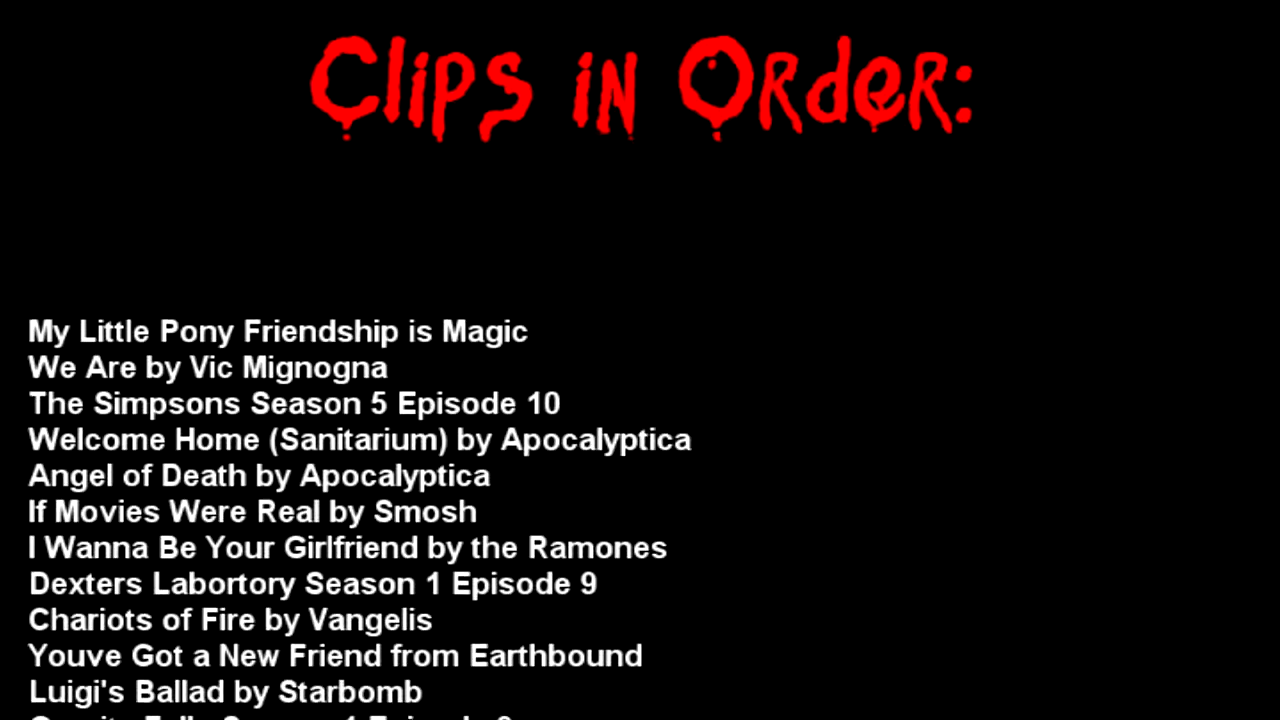 Clips in Order:
My Little Pony Friendship is Magic
We Are by Vic Mignogna
The Simpsons Season 5 Episode 10
Welcome Home (Sanitarium) by Apocalyptica
Angel of Death by Apocalyptica
If Movies Were Real by Smosh
I Wanna Be Your Girlfriend by the Ramones
Dexters Labortory Season 1 Episode 9
Chariots of Fire by Vangelis
Youve Got a New Friend from Earthbound
Luigi's Ballad by Starbomb